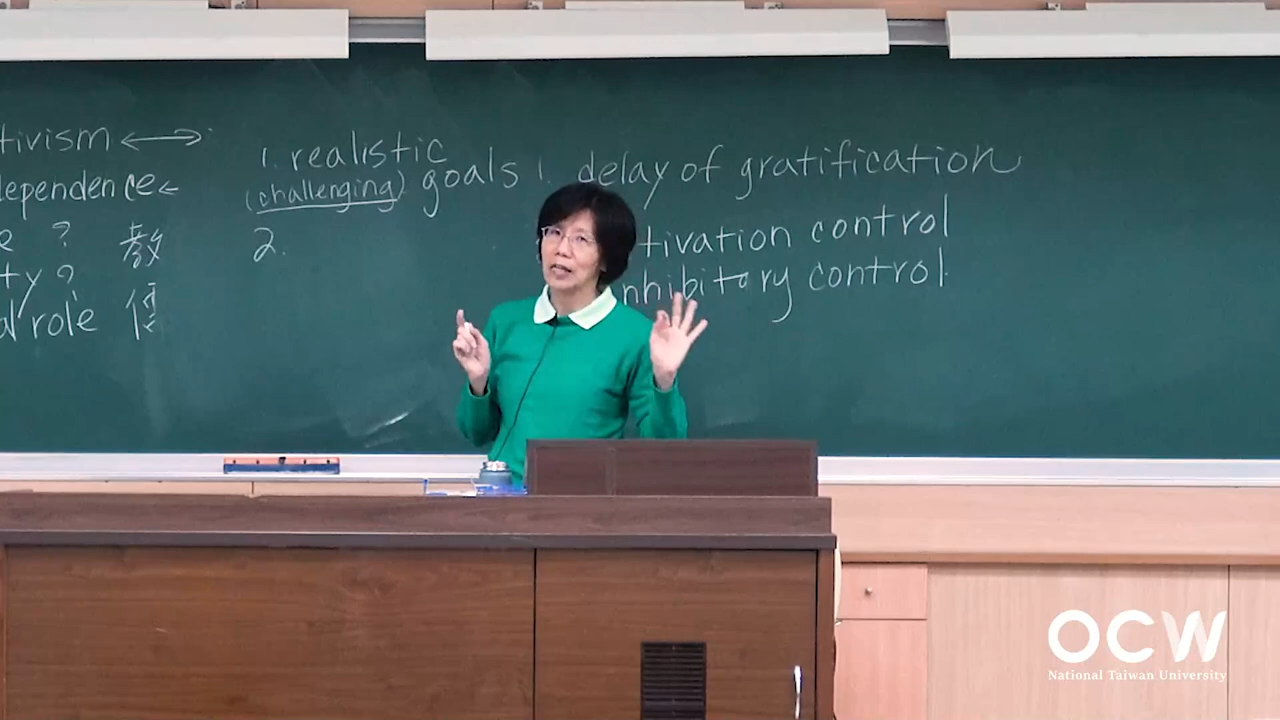 tivism ↔
dependence ←
e ? 教
ty ?
d role
1. realistic
(challenging) goals
2.
1. delay of gratification
tivation control
nhibitory control
OCW
National Taiwan University